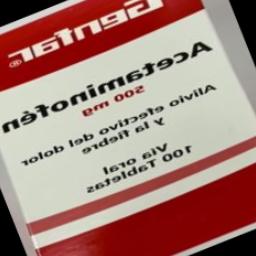 Genfar®
Acetaminofén
500 mg
Alivio efectivo del dolor
y la fiebre
Vía oral
100 Tabletas